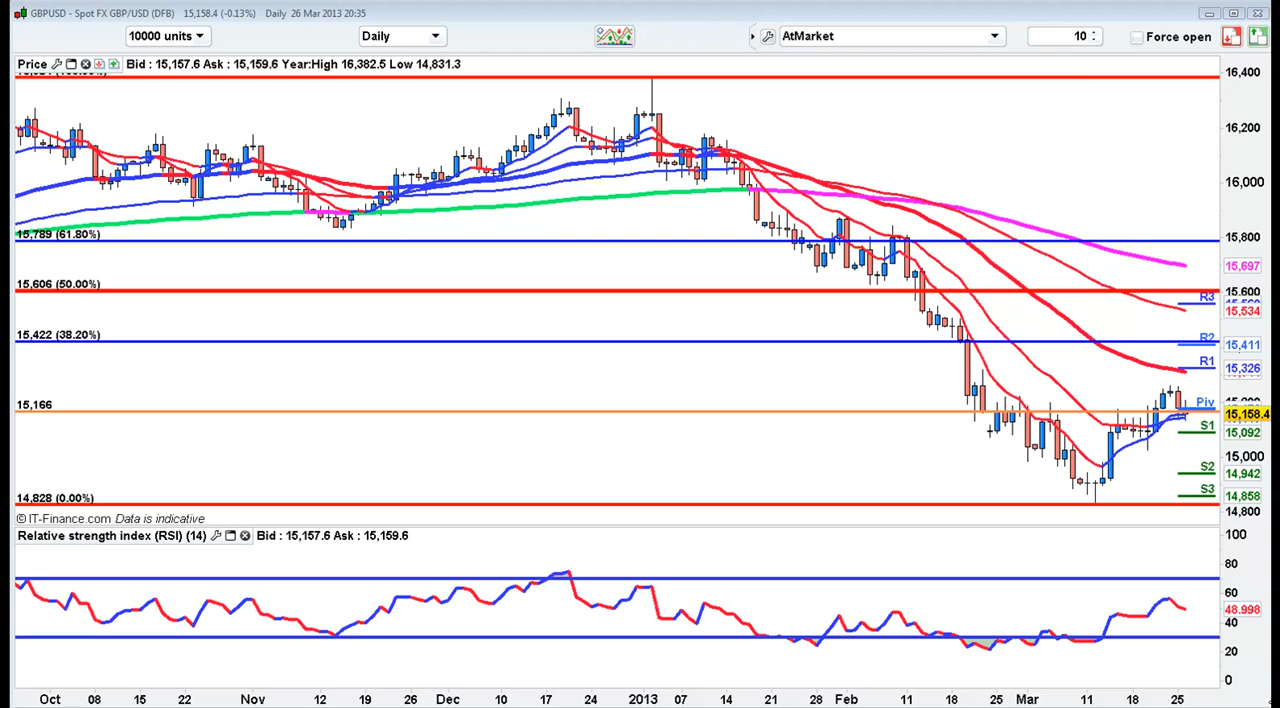 GBPUSD - Spot FX GBP/USD (DFB) 15,158.4 (-0.13%) Daily 26 Mar 2013 20:35
10000 units Daily AtMarket 10 Force open
Price Bid : 15,157.6 Ask : 15,159.6 Year:High 16,382.5 Low 14,831.3
16,400
16,200
16,000
15,800
15,789 (61.80%)
15,697
15,606 (50.00%)
15,600
R3
15,534
15,422 (38.20%)
R2
15,411
R1
15,326
15,166
Piv
15,158.4
S1
15,092
15,000
S2
14,942
S3
14,858
14,828 (0.00%)
14,800
© IT-Finance.com Data is indicative
Relative strength index (RSI) (14) Bid : 15,157.6 Ask : 15,159.6
100
80
60
48.998
40
20
0
Oct 08 15 22 Nov 12 19 26 Dec 10 17 24 2013 07 14 21 28 Feb 11 18 25 Mar 11 18 25